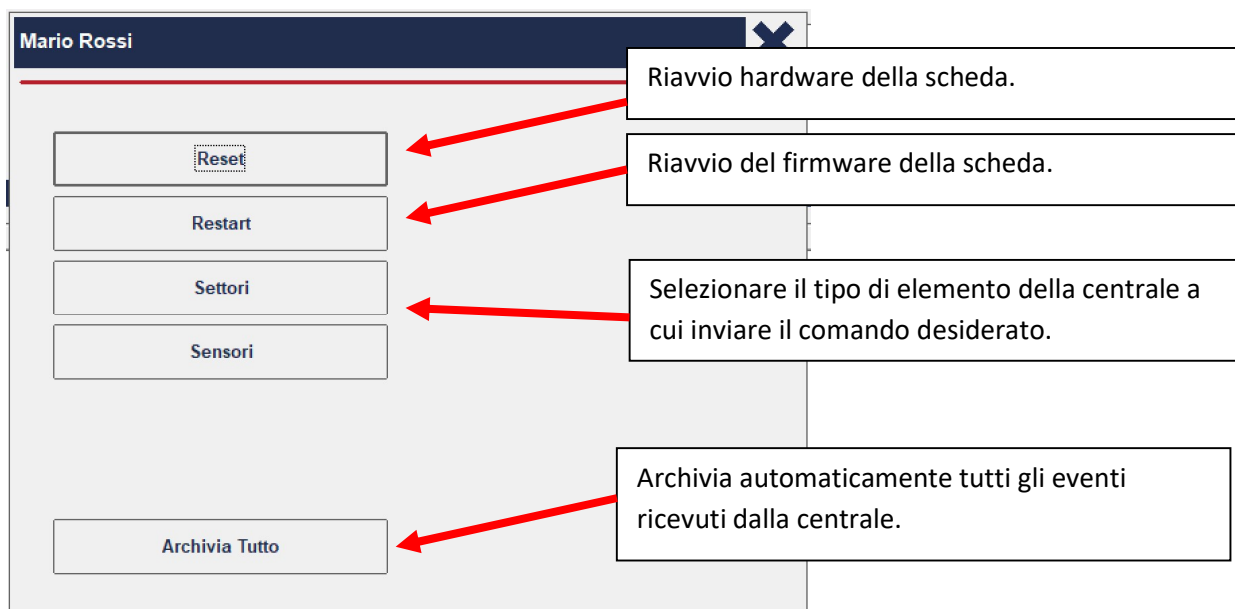 Mario Rossi
Riavvio hardware della scheda.
Reset
Riavvio del firmware della scheda.
Restart
Settori
Selezionare il tipo di elemento della centrale a
cui inviare il comando desiderato.
Sensori
Archivia automaticamente tutti gli eventi
ricevuti dalla centrale.
Archivia Tutto